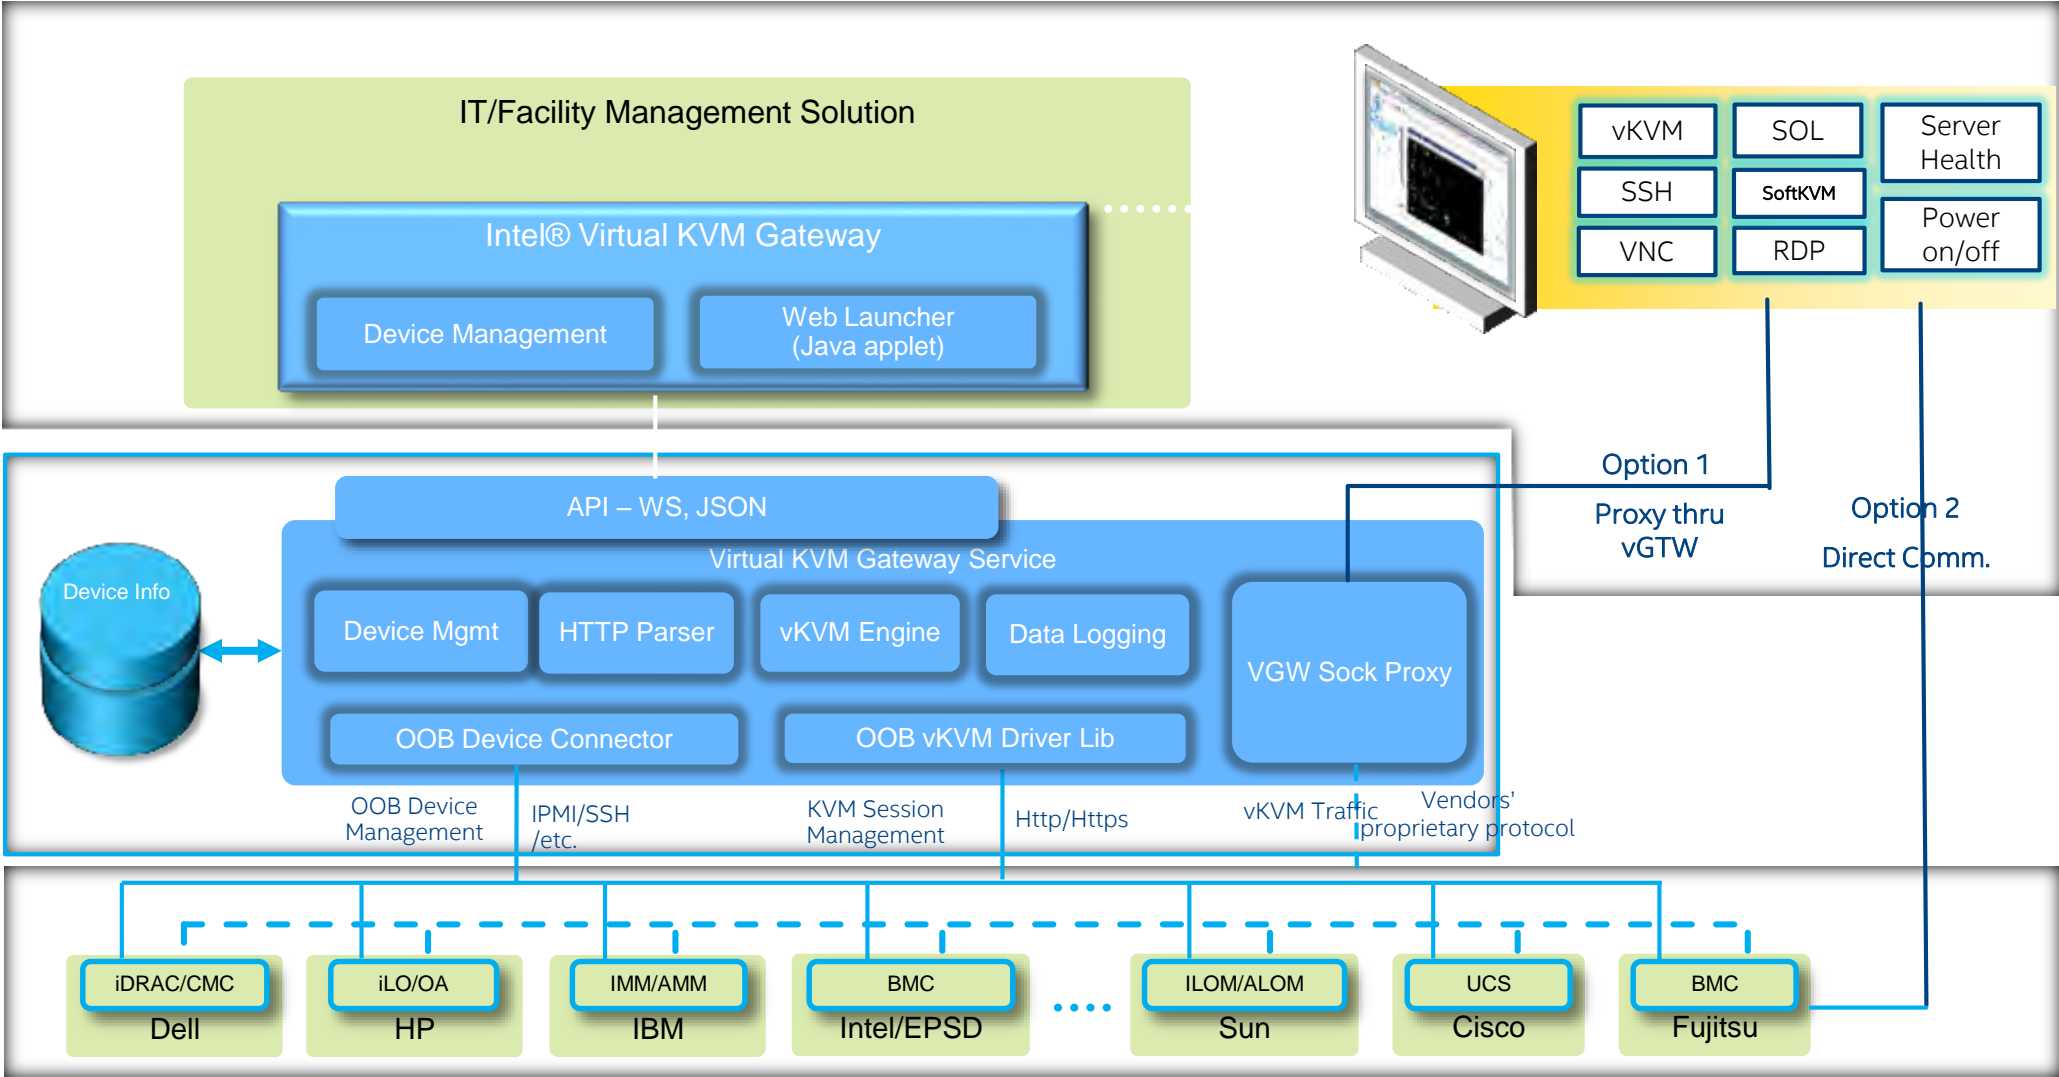 IT/Facility Management Solution
Intel® Virtual KVM Gateway
Device Management
Web Launcher
(Java applet)
vKVM
SOL
Server
Health
SSH
SoftKVM
Power
on/off
VNC
RDP
Option 1
Proxy thru
vGTW
Option 2
Direct Comm.
API – WS, JSON
Virtual KVM Gateway Service
Device Info
Device Mgmt
HTTP Parser
vKVM Engine
Data Logging
VGW Sock Proxy
OOB Device Connector
OOB vKVM Driver Lib
OOB Device
Management
IPMI/SSH
/etc.
KVM Session
Management
Http/Https
vKVM Traffic
Vendors’
proprietary protocol
iDRAC/CMC
Dell
iLO/OA
HP
IMM/AMM
IBM
BMC
Intel/EPSD
ILOM/ALOM
Sun
UCS
Cisco
BMC
Fujitsu